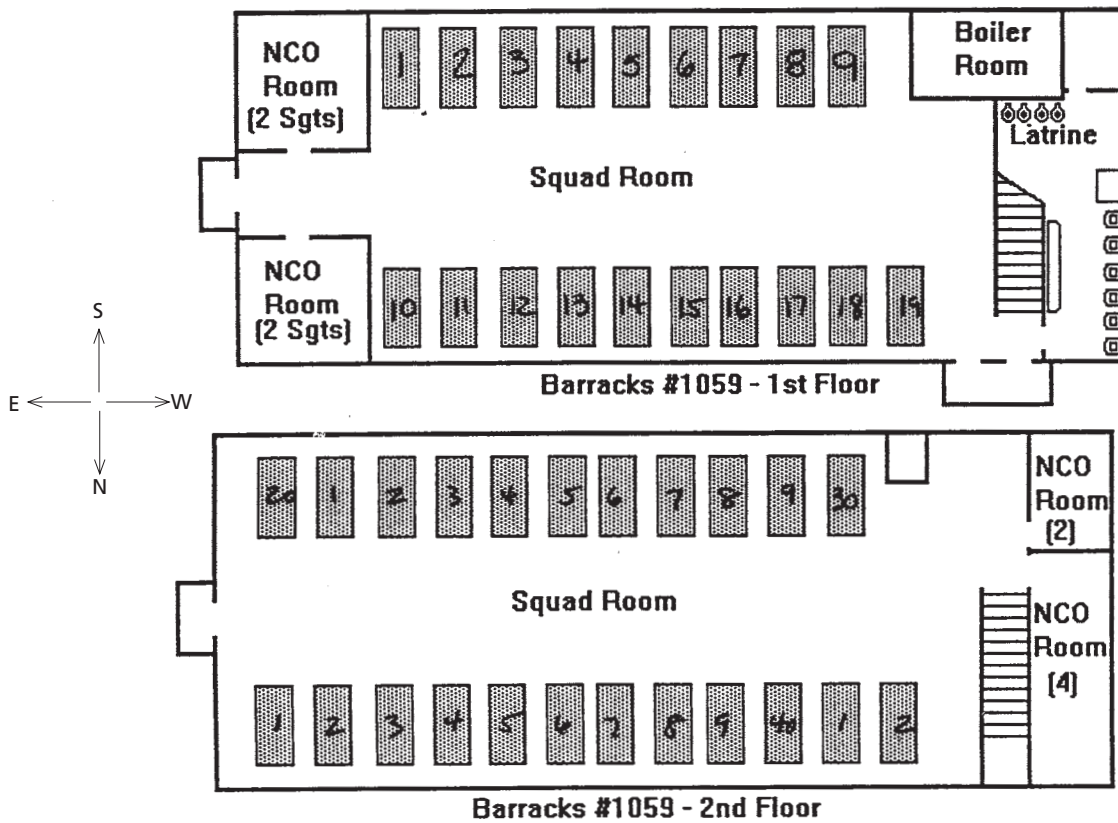 NCO
Room
(2 Sgts)
1 2 3 4 5 6 7 8 9
Boiler
Room
Latrine
Squad Room
NCO
Room
(2 Sgts)
10 11 12 13 14 15 16 17 18 19
Barracks #1059 - 1st Floor
S
E W
N
20 1 2 3 4 5 6 7 8 9 30
NCO
Room
(2)
Squad Room
NCO
Room
(4)
1 2 3 4 5 6 7 8 9 40 1 2
Barracks #1059 - 2nd Floor